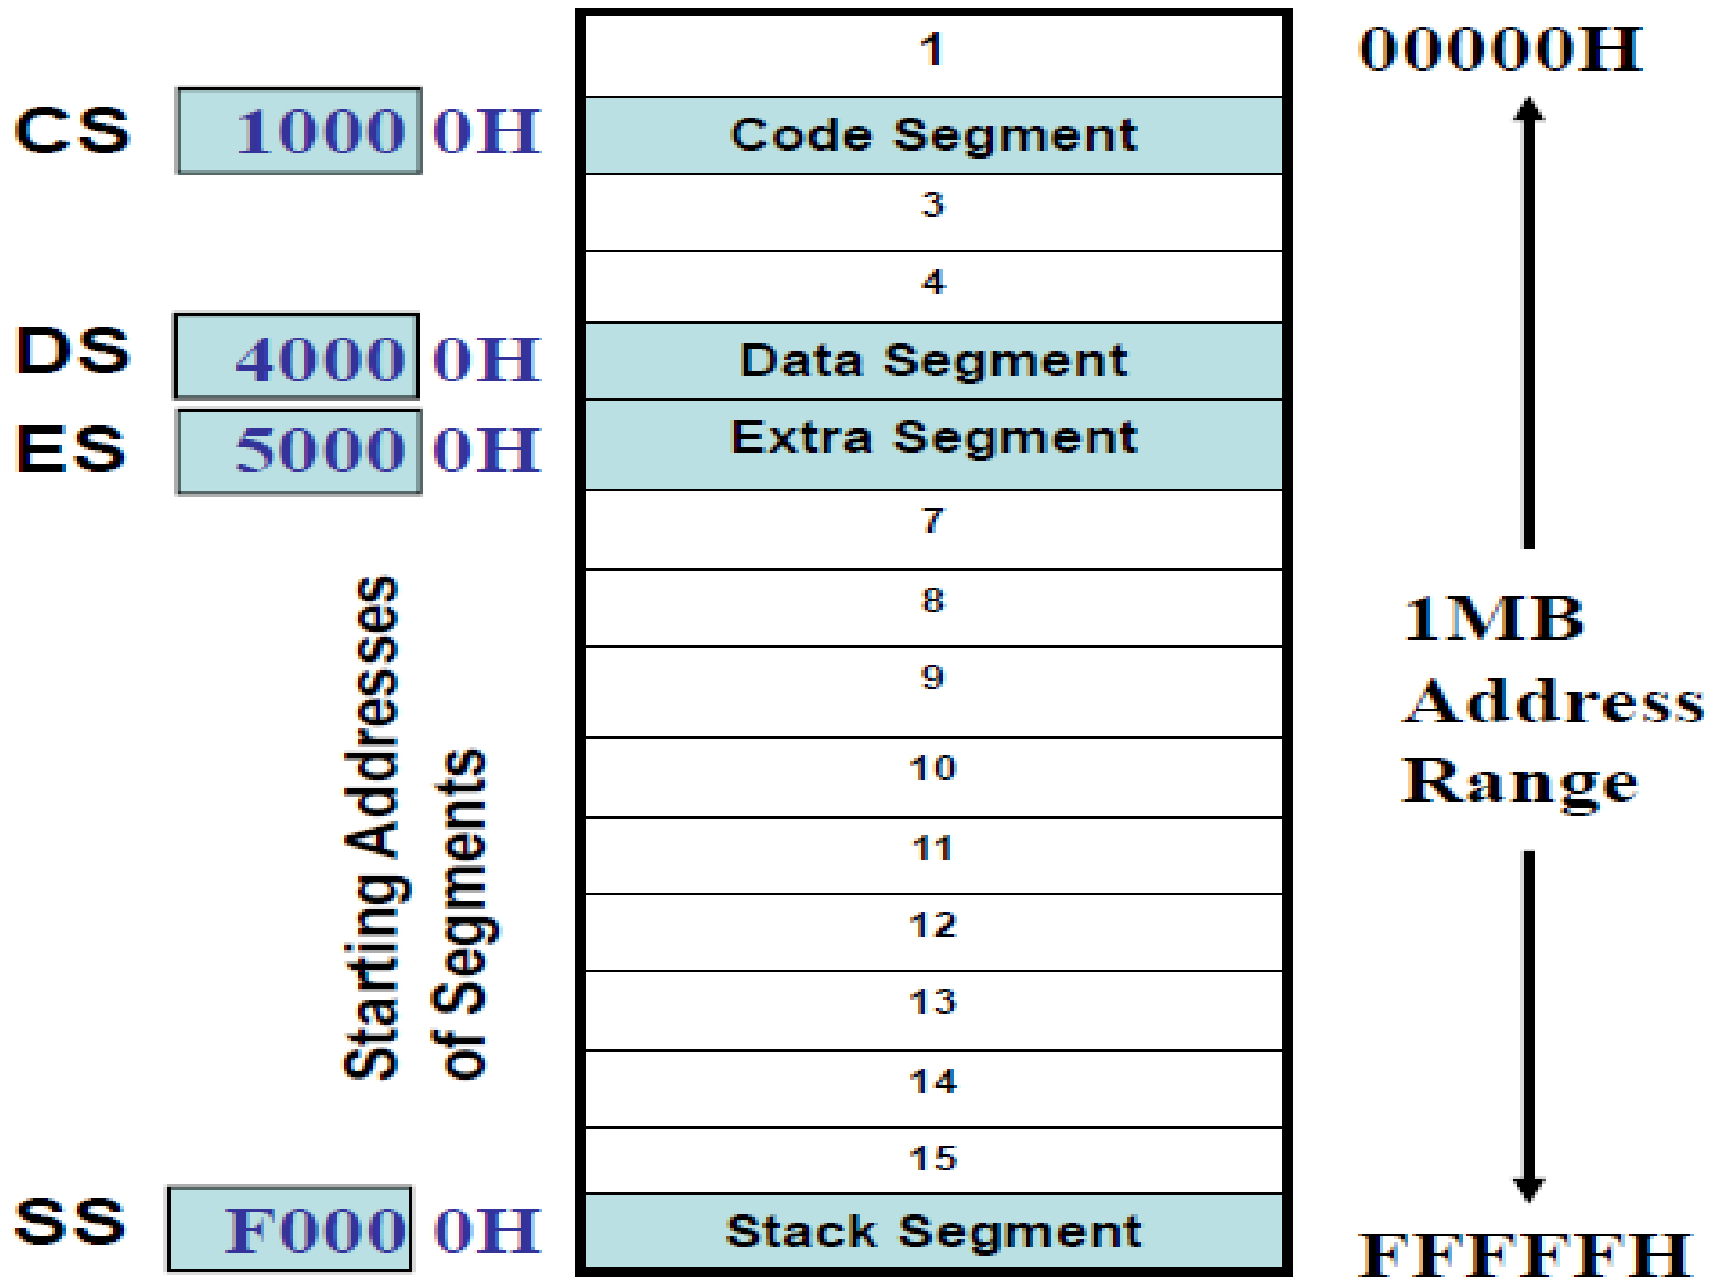 1
00000H
CS 1000 0H
Code Segment
3
4
DS 4000 0H
Data Segment
ES 5000 0H
Extra Segment
7
8
9
10
11
12
13
14
15
Starting Addresses
of Segments
1MB
Address
Range
SS F000 0H
Stack Segment
FFFFFH